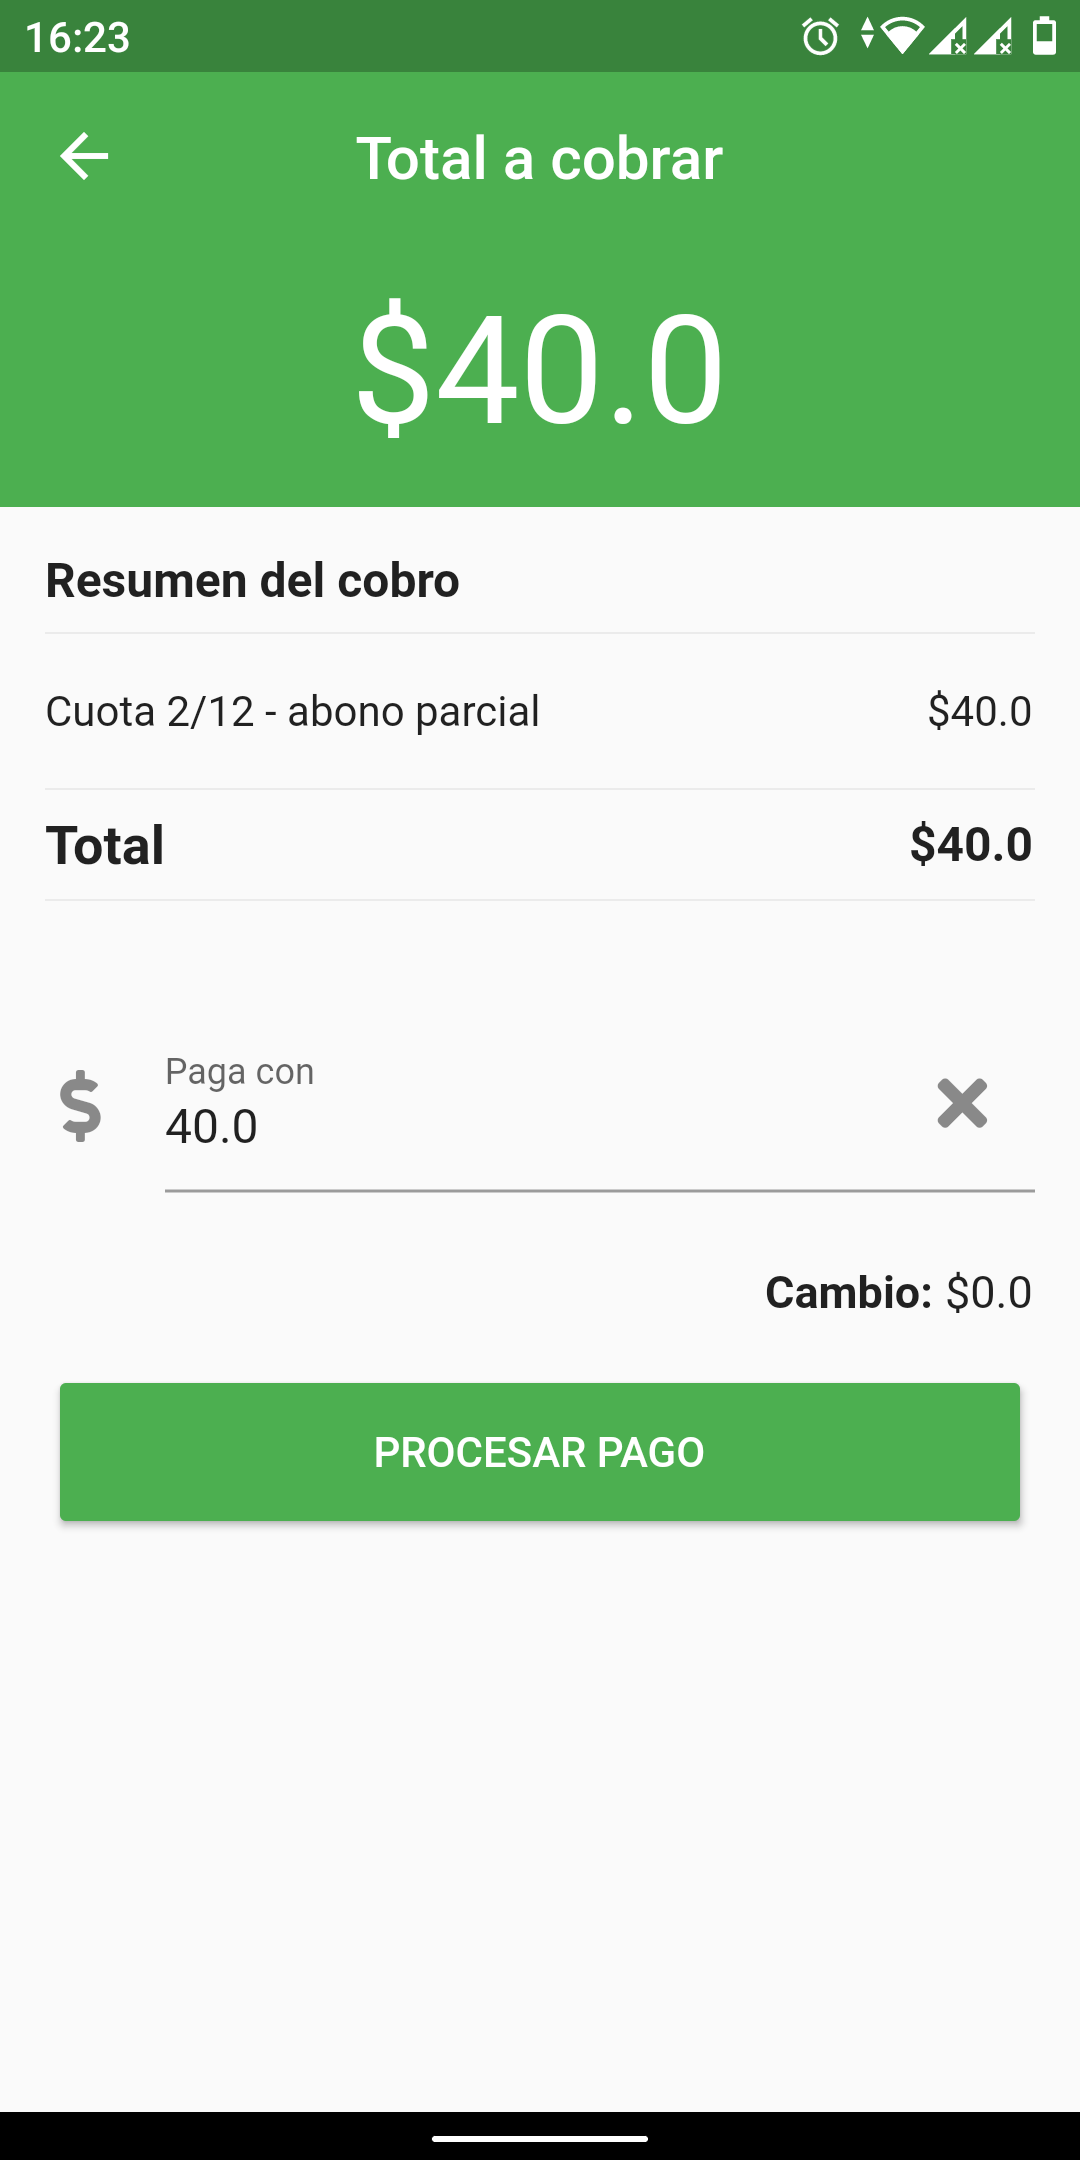 16:23
Total a cobrar
$40.0
Resumen del cobro
Cuota 2/12 - abono parcial $40.0
Total $40.0
Paga con
40.0
Cambio: $0.0
PROCESAR PAGO